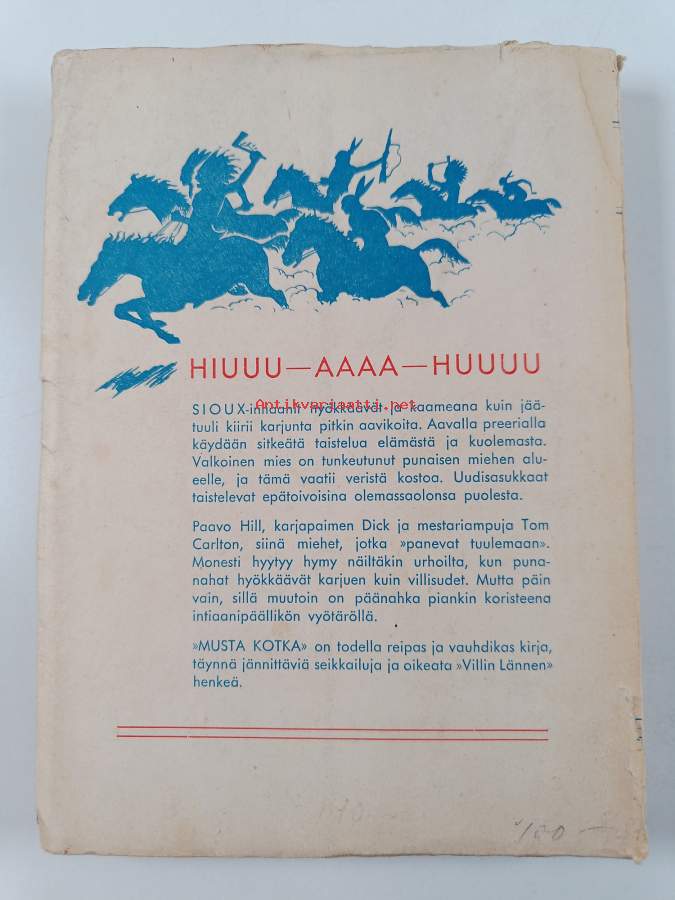 HIUUU—AAAA—HUUUU
Antikvariaatti.net
SIOUX-intiaanit hyökkäävät ja kaameana kuin jää-
tuuli kiirii karjunta pitkin aavikoita. Aavalla preerialla
käydään sitkeätä taistelua elämästä ja kuolemasta.
Valkoinen mies on tunkeutunut punaisen miehen alu-
eelle, ja tämä vaatii veristä kostoa. Uudisasukkaat
taistelevat epätoivoisina olemassaolonsa puolesta.
Paavo Hill, karjapaimen Dick ja mestariampuja Tom
Carlton, siinä miehet, jotka »panevat tuulemaan».
Monesti hyytyy hymy näiltäkin urhoilta, kun puna-
nahat hyökkäävät karjuen kuin villisudet. Mutta päin
vain, sillä muutoin on päänahka piankin koristeena
intiaanipäällikön vyötäröllä.
»MUSTA KOTKA» on todella reipas ja vauhdikas kirja,
täynnä jännittäviä seikkailuja ja oikeata »Villin Lännen»
henkeä.
100 —